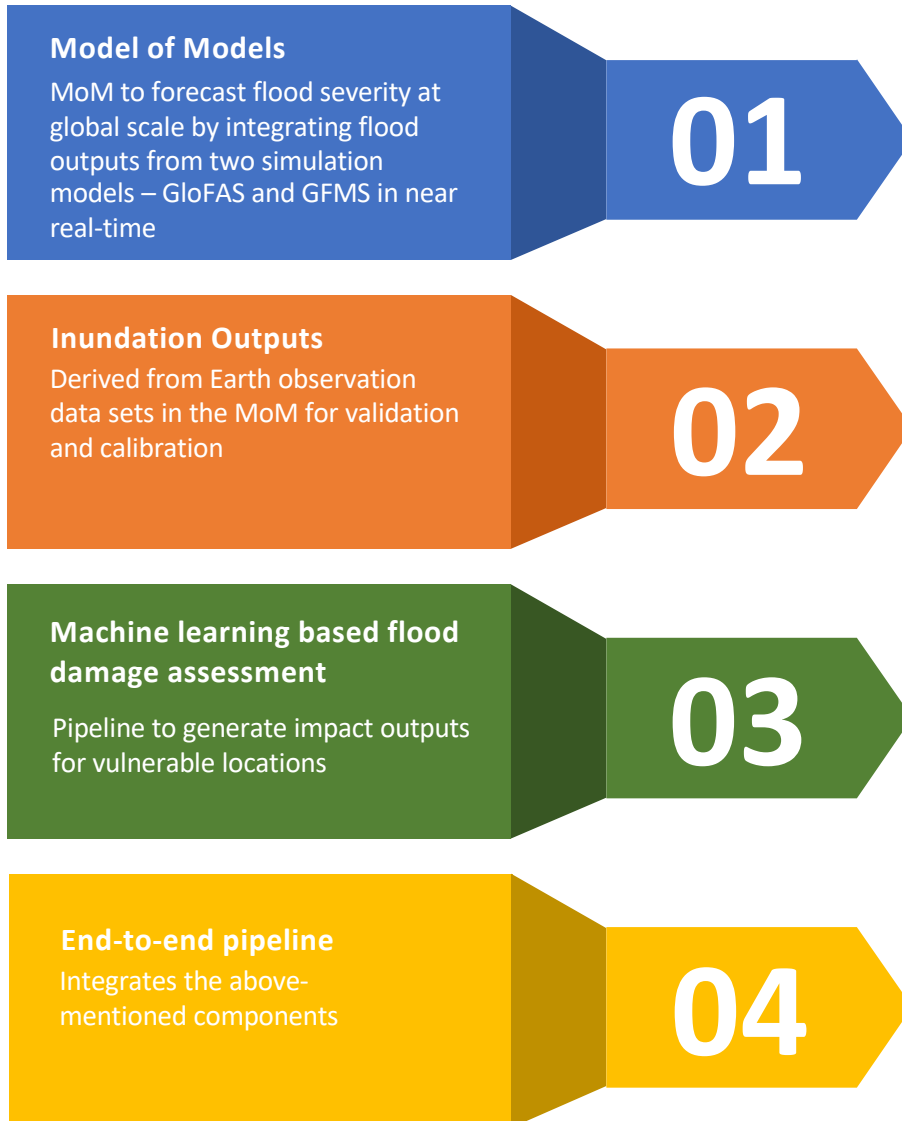 Model of Models
MoM to forecast flood severity at
global scale by integrating flood
outputs from two simulation
models – GloFAS and GFMS in near
real-time
01
Inundation Outputs
Derived from Earth observation
data sets in the MoM for validation
and calibration
02
Machine learning based flood
damage assessment
Pipeline to generate impact outputs
for vulnerable locations
03
End-to-end pipeline
Integrates the above-
mentioned components
04